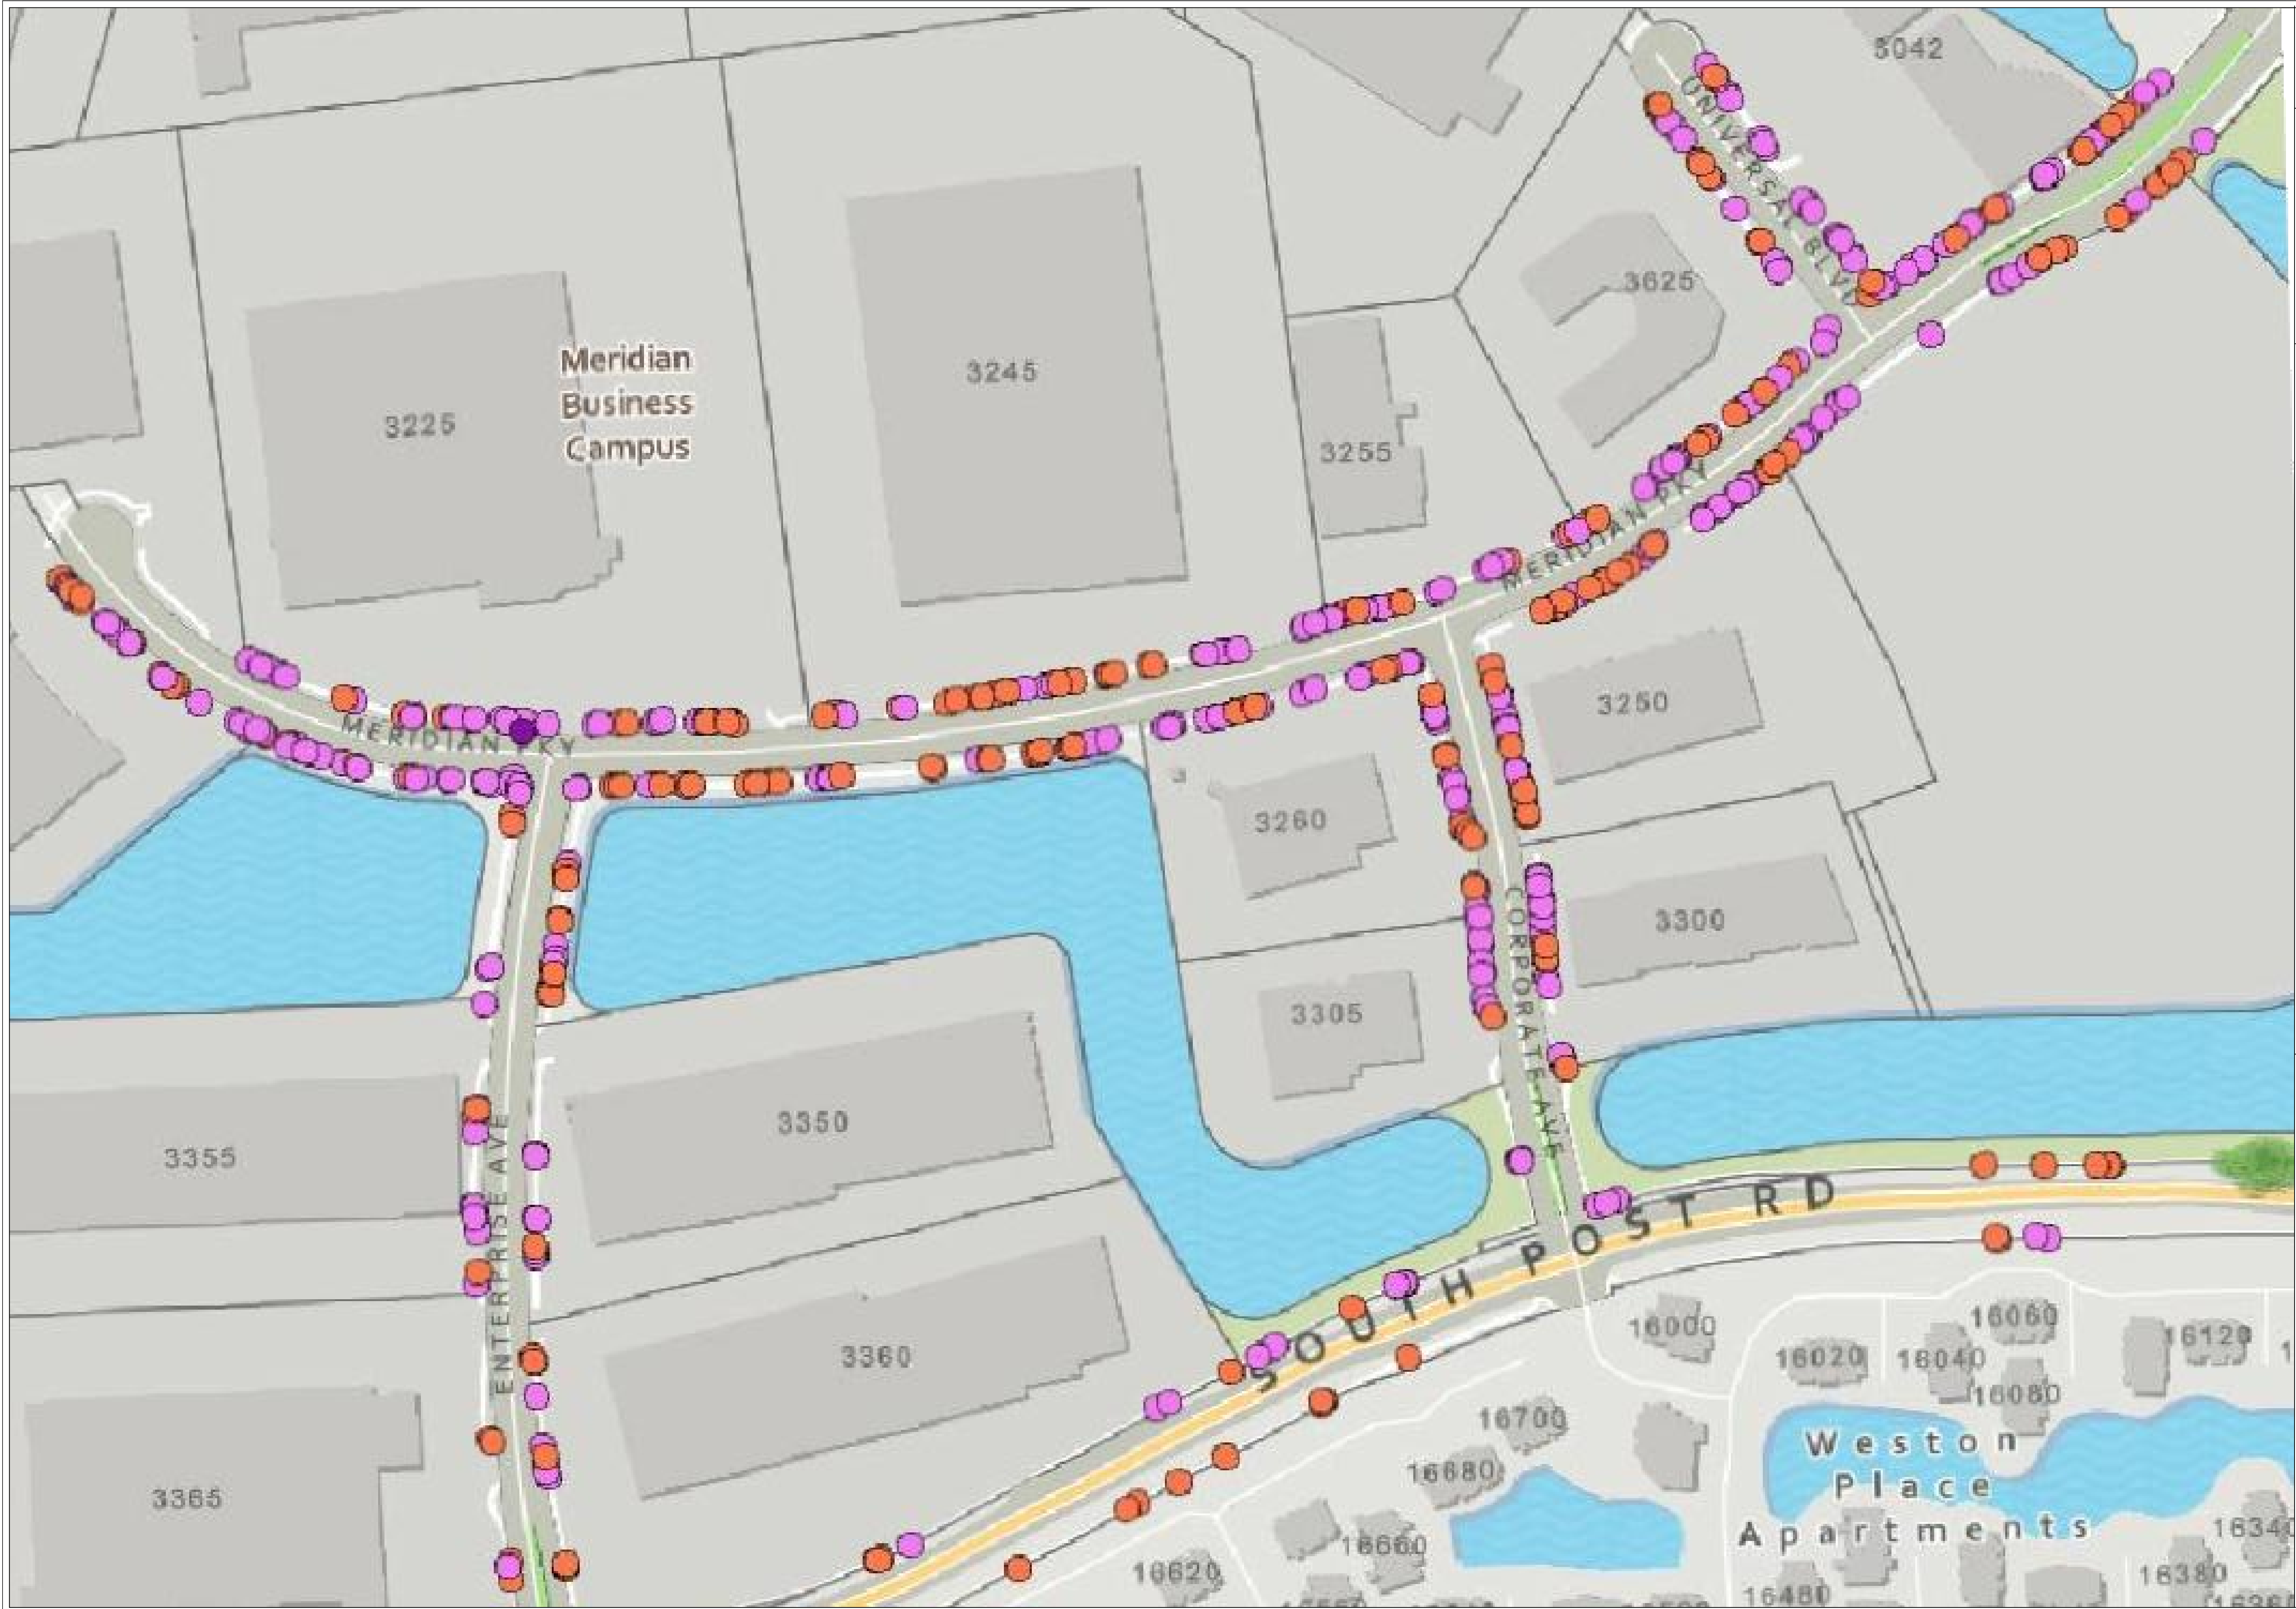 5042
UNIVERSAL BLVD
3625
Meridian
Business
Campus
3245
3225
3255
MERIDIAN PKY
3250
MERIDIAN PKY
3260
3300
CORPORATE AVE
3305
3350
3355
ENTERPRISE AVE
SOUTH POST RD
3360
16000
16060
16120
16020
16040
16080
16700
Weston
Place
Apartments
16680
3365
16340
16660
16620
16380
16480